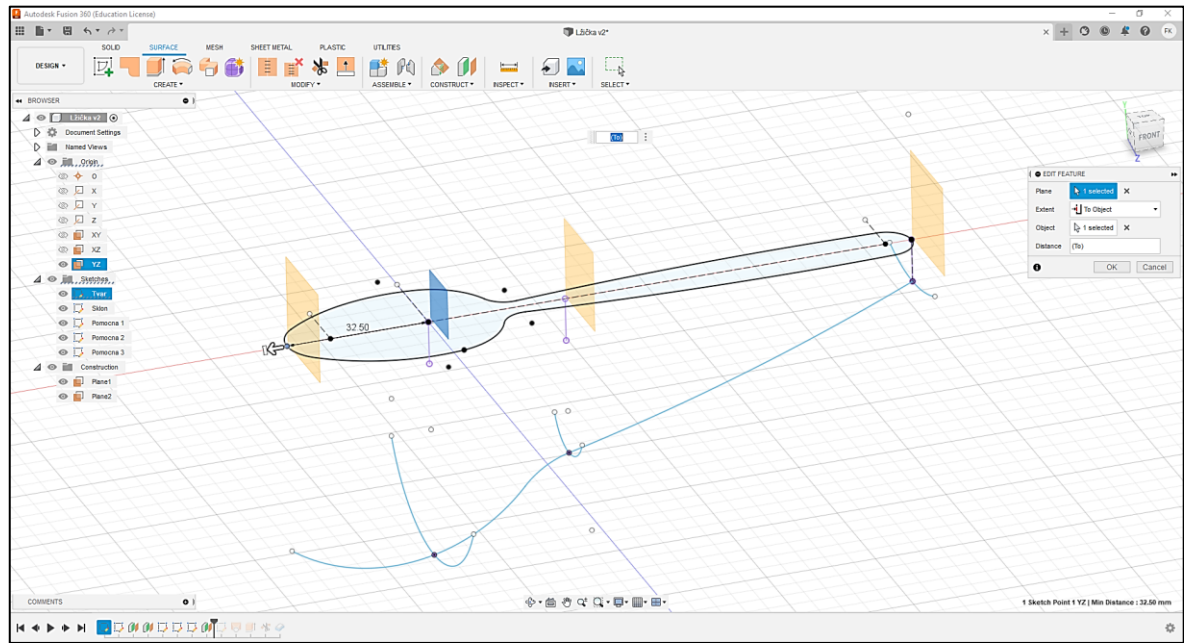 Autodesk Fusion 360 (Education License)
Lžička v2*
FK
SOLID SURFACE MESH SHEET METAL PLASTIC UTILITIES
DESIGN
CREATE MODIFY ASSEMBLE CONSTRUCT INSPECT INSERT SELECT
BROWSER
Lžička v2
Document Settings
Named Views
Origin
O
X
Y
Z
XY
XZ
YZ
Sketches
Tvar
Sklon
Pomocna 1
Pomocna 2
Pomocna 3
Construction
Plane1
Plane2
(To)
32.50
Y
FRONT
Z
EDIT FEATURE
Plane 1 selected
Extent To Object
Object 1 selected
Distance (To)
OK Cancel
COMMENTS
1 Sketch Point 1 YZ | Min Distance : 32.50 mm